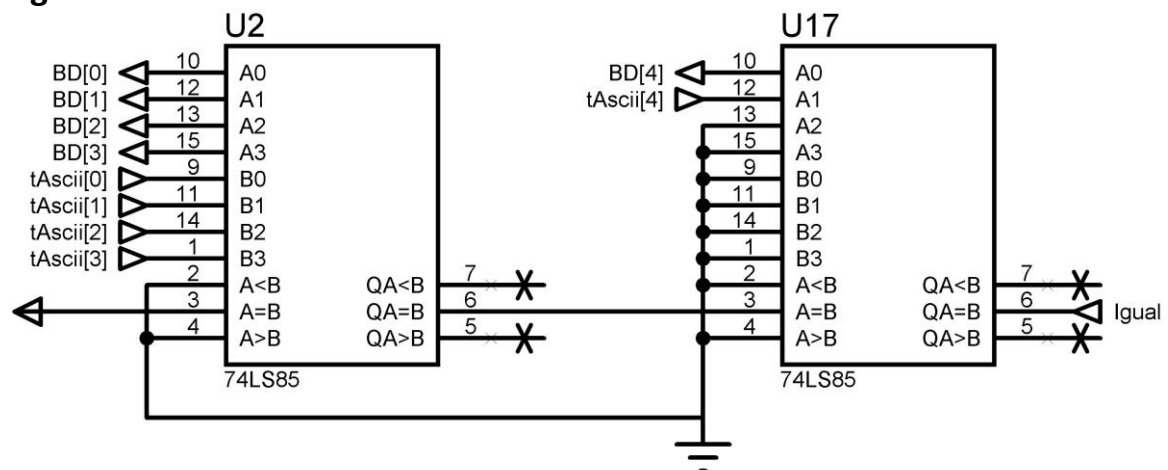 U2
U17
BD[0] 10 A0
BD[1] 12 A1
BD[2] 13 A2
BD[3] 15 A3
tAscii[0] 9 B0
tAscii[1] 11 B1
tAscii[2] 14 B2
tAscii[3] 1 B3
2 A<B QA<B 7
3 A=B QA=B 6
4 A>B QA>B 5
74LS85
BD[4] 10 A0
tAscii[4] 12 A1
13 A2
15 A3
9 B0
11 B1
14 B2
1 B3
2 A<B QA<B 7
3 A=B QA=B 6 Igual
4 A>B QA>B 5
74LS85